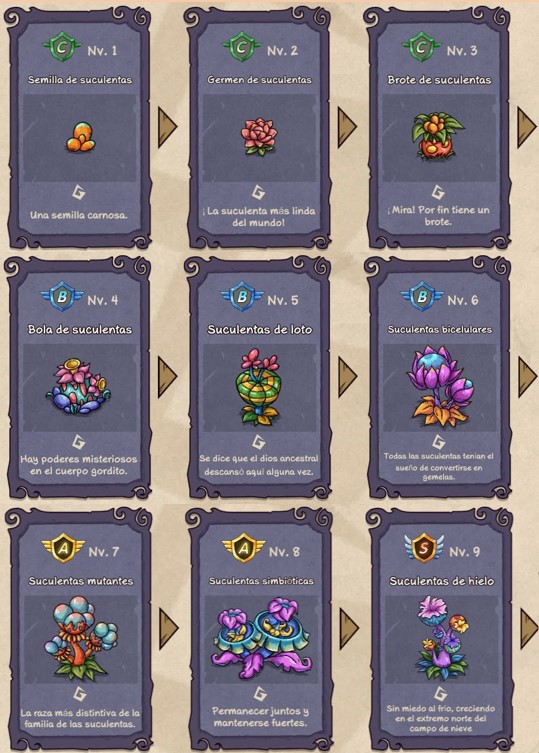 C Nv. 1
Semilla de suculentas
Una semilla carnosa.
C Nv. 2
Germen de suculentas
¡La suculenta más linda
del mundo!
C Nv. 3
Brote de suculentas
¡Mira! Por fin tiene un
brote.
B Nv. 4
Bola de suculentas
Hay poderes misteriosos
en el cuerpo gordito.
B Nv. 5
Suculentas de loto
Se dice que el dios ancestral
descansó aquí alguna vez.
B Nv. 6
Suculentas bicelulares
Todas las suculentas tenían el
sueño de convertirse en
gemelas.
A Nv. 7
Suculentas mutantes
La raza más distintiva de la
familia de las suculentas.
A Nv. 8
Suculentas simbióticas
Permanecer juntos y
mantenerse fuertes.
S Nv. 9
Suculentas de hielo
Sin miedo al frío, creciendo
en el extremo norte del
campo de nieve